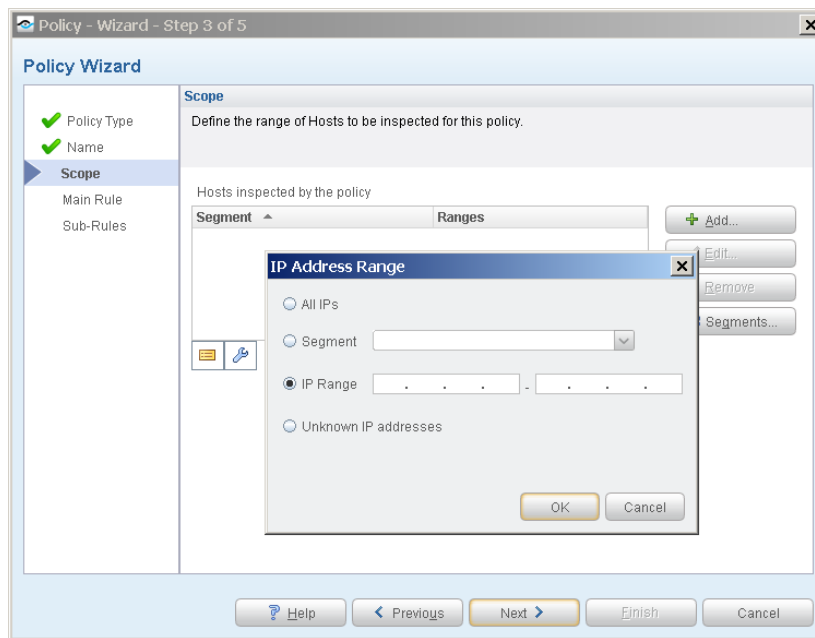 Policy - Wizard - Step 3 of 5
Policy Wizard
Policy Type
Name
Scope
Main Rule
Sub-Rules
Scope
Define the range of Hosts to be inspected for this policy.
Hosts inspected by the policy
Segment Ranges
Add...
Edit...
Remove
Segments...
IP Address Range
All IPs
Segment
IP Range . . . - . . .
Unknown IP addresses
OK Cancel
Help Previous Next Finish Cancel